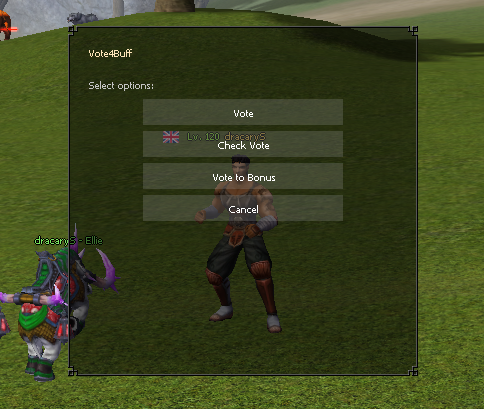 Vote4Buff
Select options:
Vote
Lv. 120 dracaryS
Check Vote
Vote to Bonus
Cancel
dracaryS - Ellie